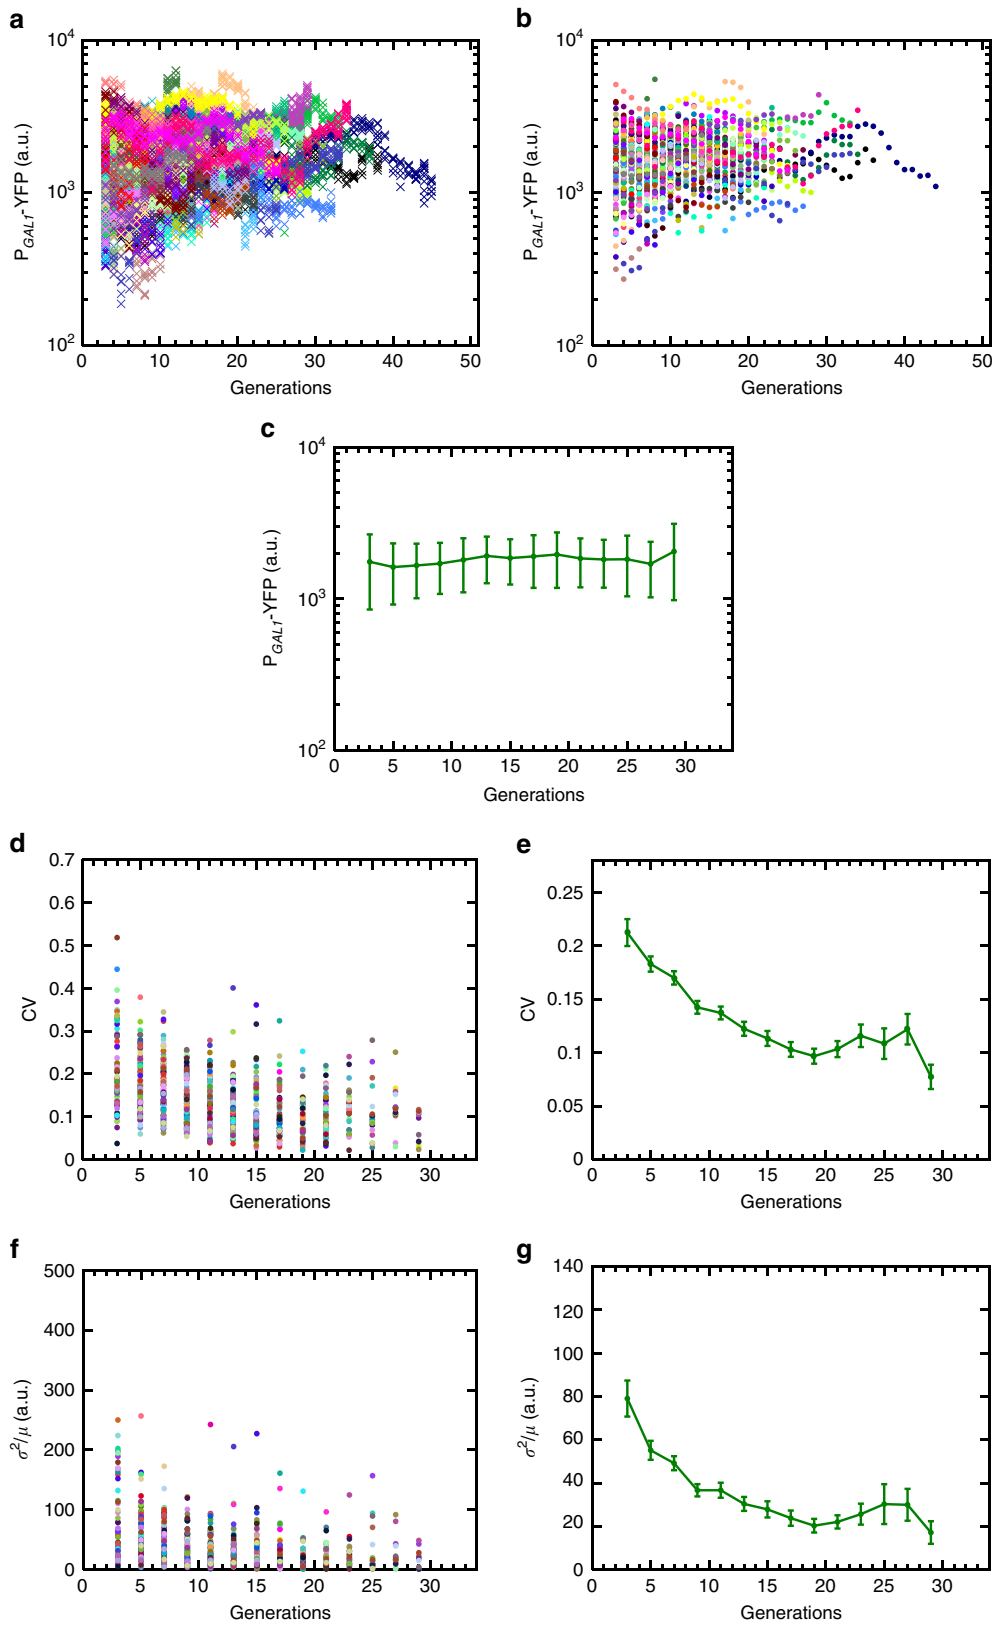 a
b
10^4
10^3
10^2
P_GAL1-YFP (a.u.)
0 10 20 30 40 50
Generations
10^4
10^3
10^2
P_GAL1-YFP (a.u.)
0 10 20 30 40 50
Generations
c
10^4
10^3
10^2
P_GAL1-YFP (a.u.)
0 5 10 15 20 25 30
Generations
d
e
0.7
0.6
0.5
0.4
0.3
0.2
0.1
0
CV
0 5 10 15 20 25 30
Generations
0.25
0.2
0.15
0.1
0.05
0
CV
0 5 10 15 20 25 30
Generations
f
g
500
400
300
200
100
0
σ²/μ (a.u.)
0 5 10 15 20 25 30
Generations
140
120
100
80
60
40
20
0
σ²/μ (a.u.)
0 5 10 15 20 25 30
Generations